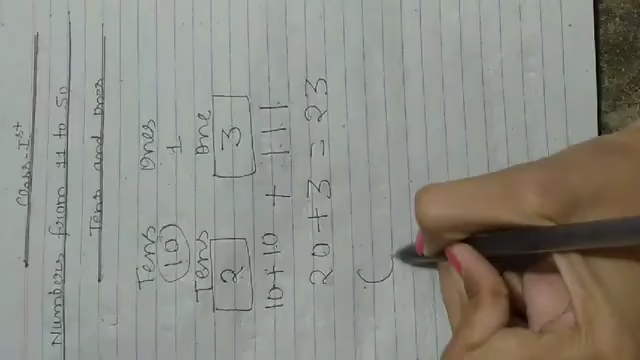 Class-Ist
Numbers from 11 to 50
Tens and ones
Tens Ones
10 1
Tens One
2 3
10+10 + 111
20+3 = 23